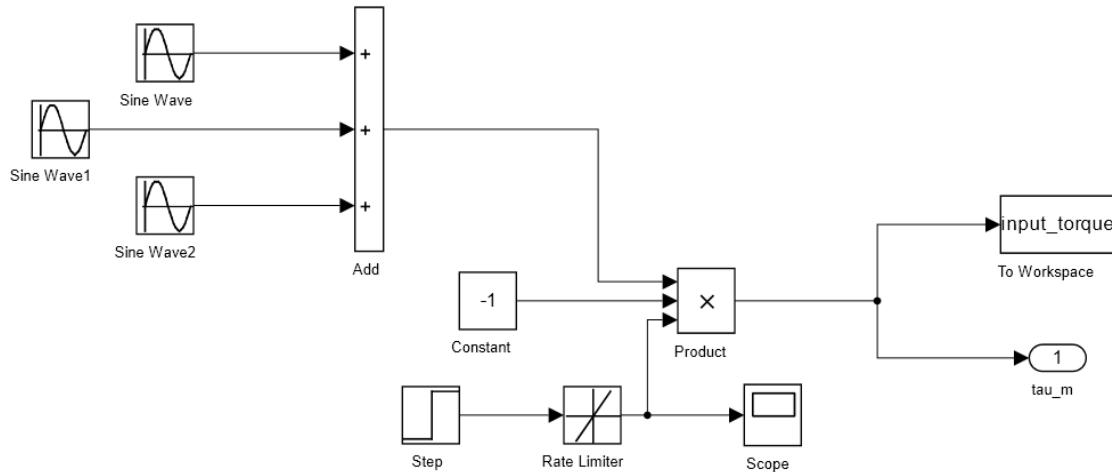 +
Sine Wave
+
Sine Wave1
+
Sine Wave2
Add
input_torque
To Workspace
-1
×
Constant
Product
1
tau_m
Step
Rate Limiter
Scope